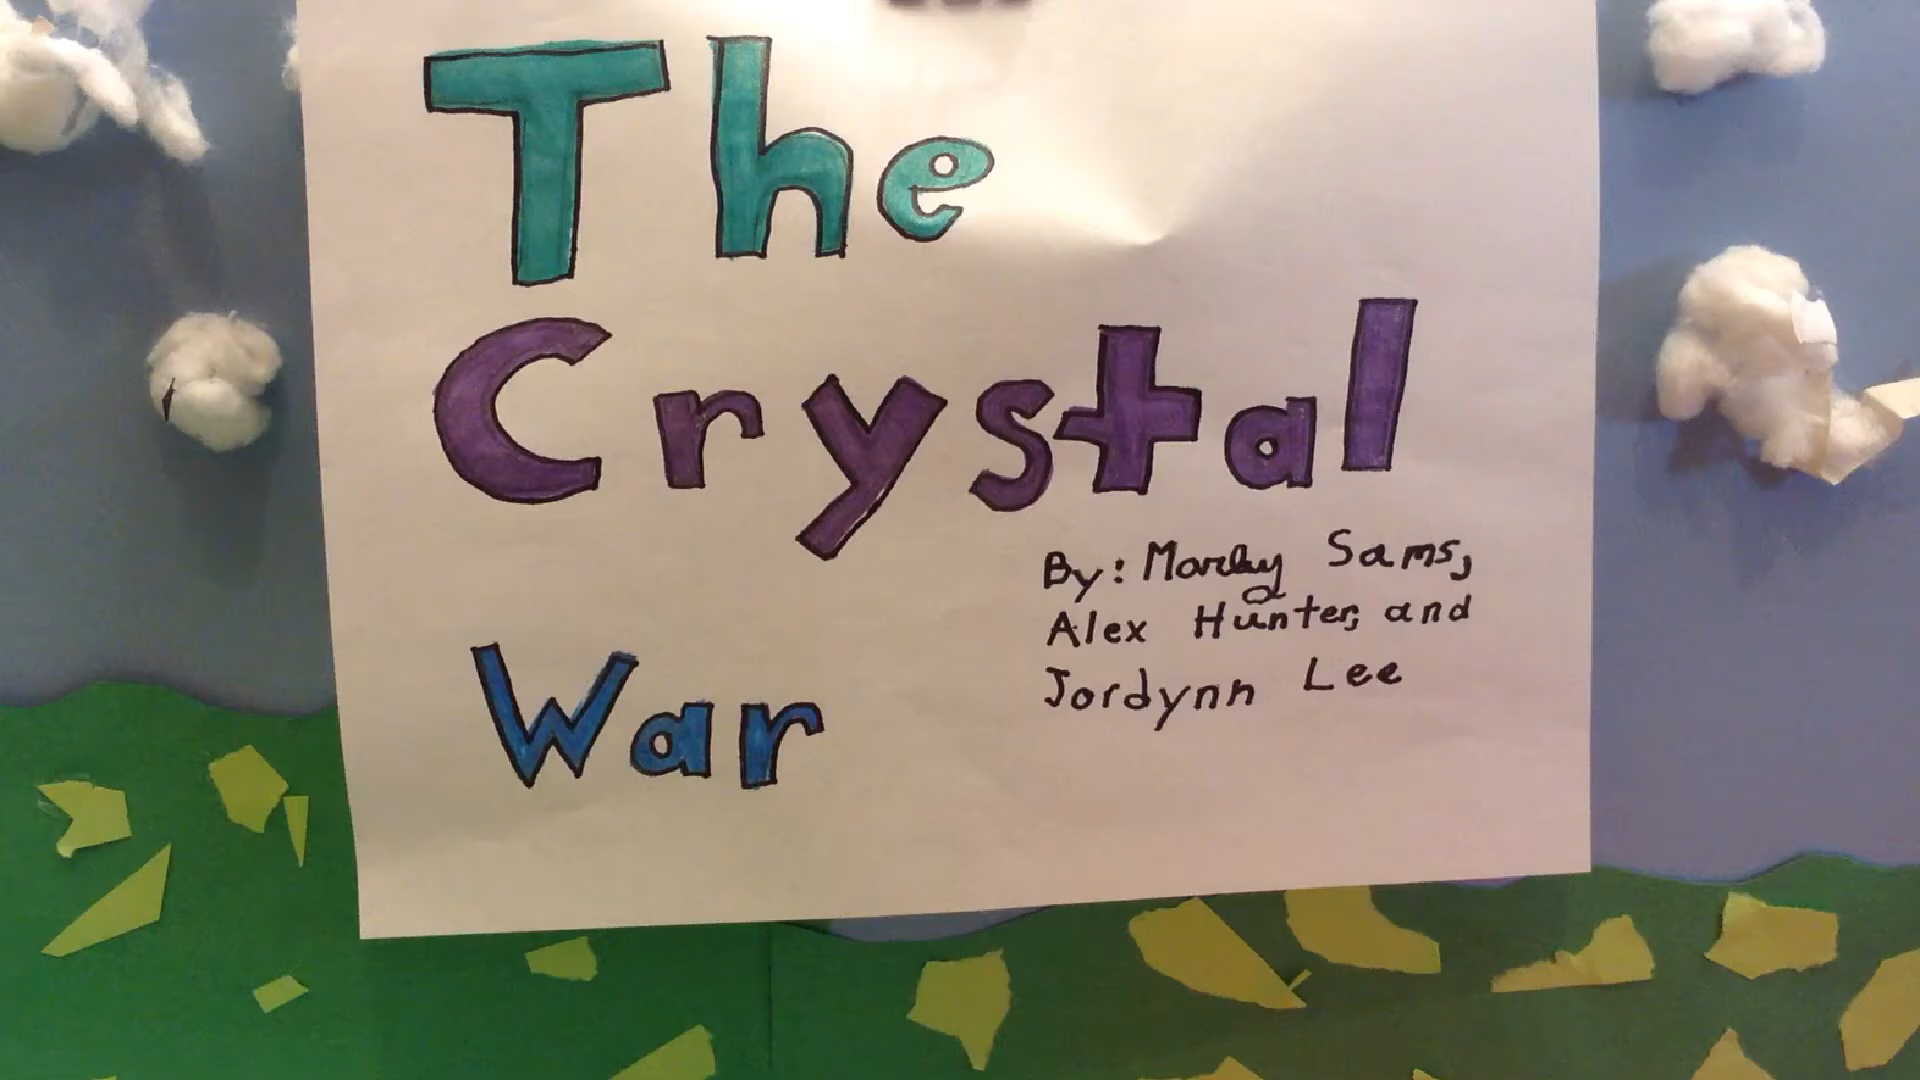 The
Crystal
War
By: Marley Sams,
Alex Hunter, and
Jordynn Lee